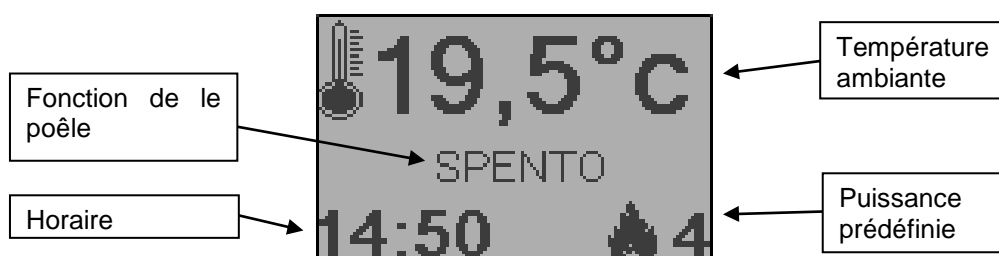 19,5°c
Température
ambiante
Fonction de le
poêle
SPENTO
Horaire
14:50
4
Puissance
prédéfinie